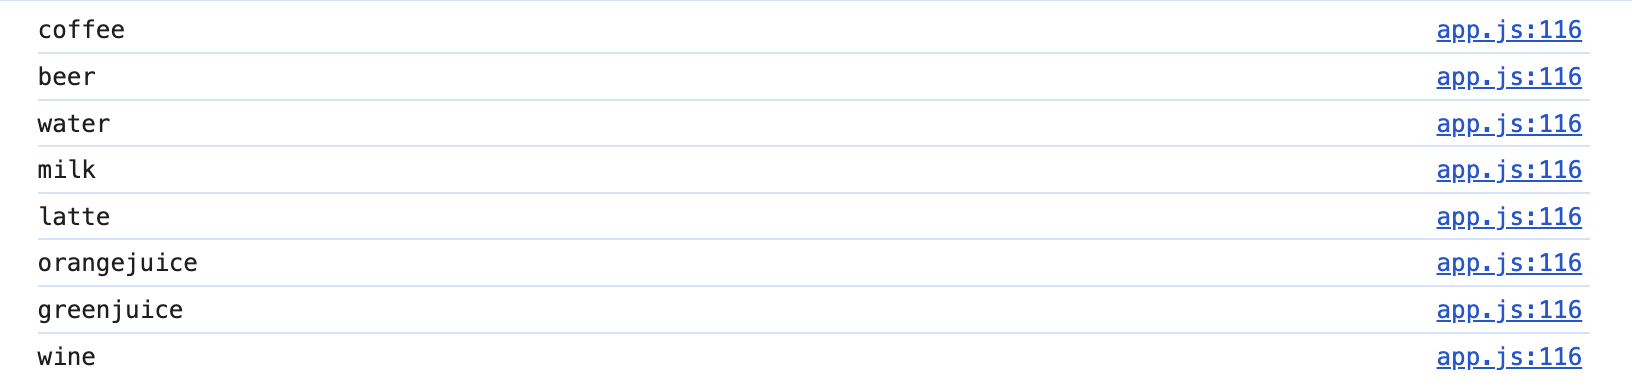 coffee app.js:116
beer app.js:116
water app.js:116
milk app.js:116
latte app.js:116
orangejuice app.js:116
greenjuice app.js:116
wine app.js:116